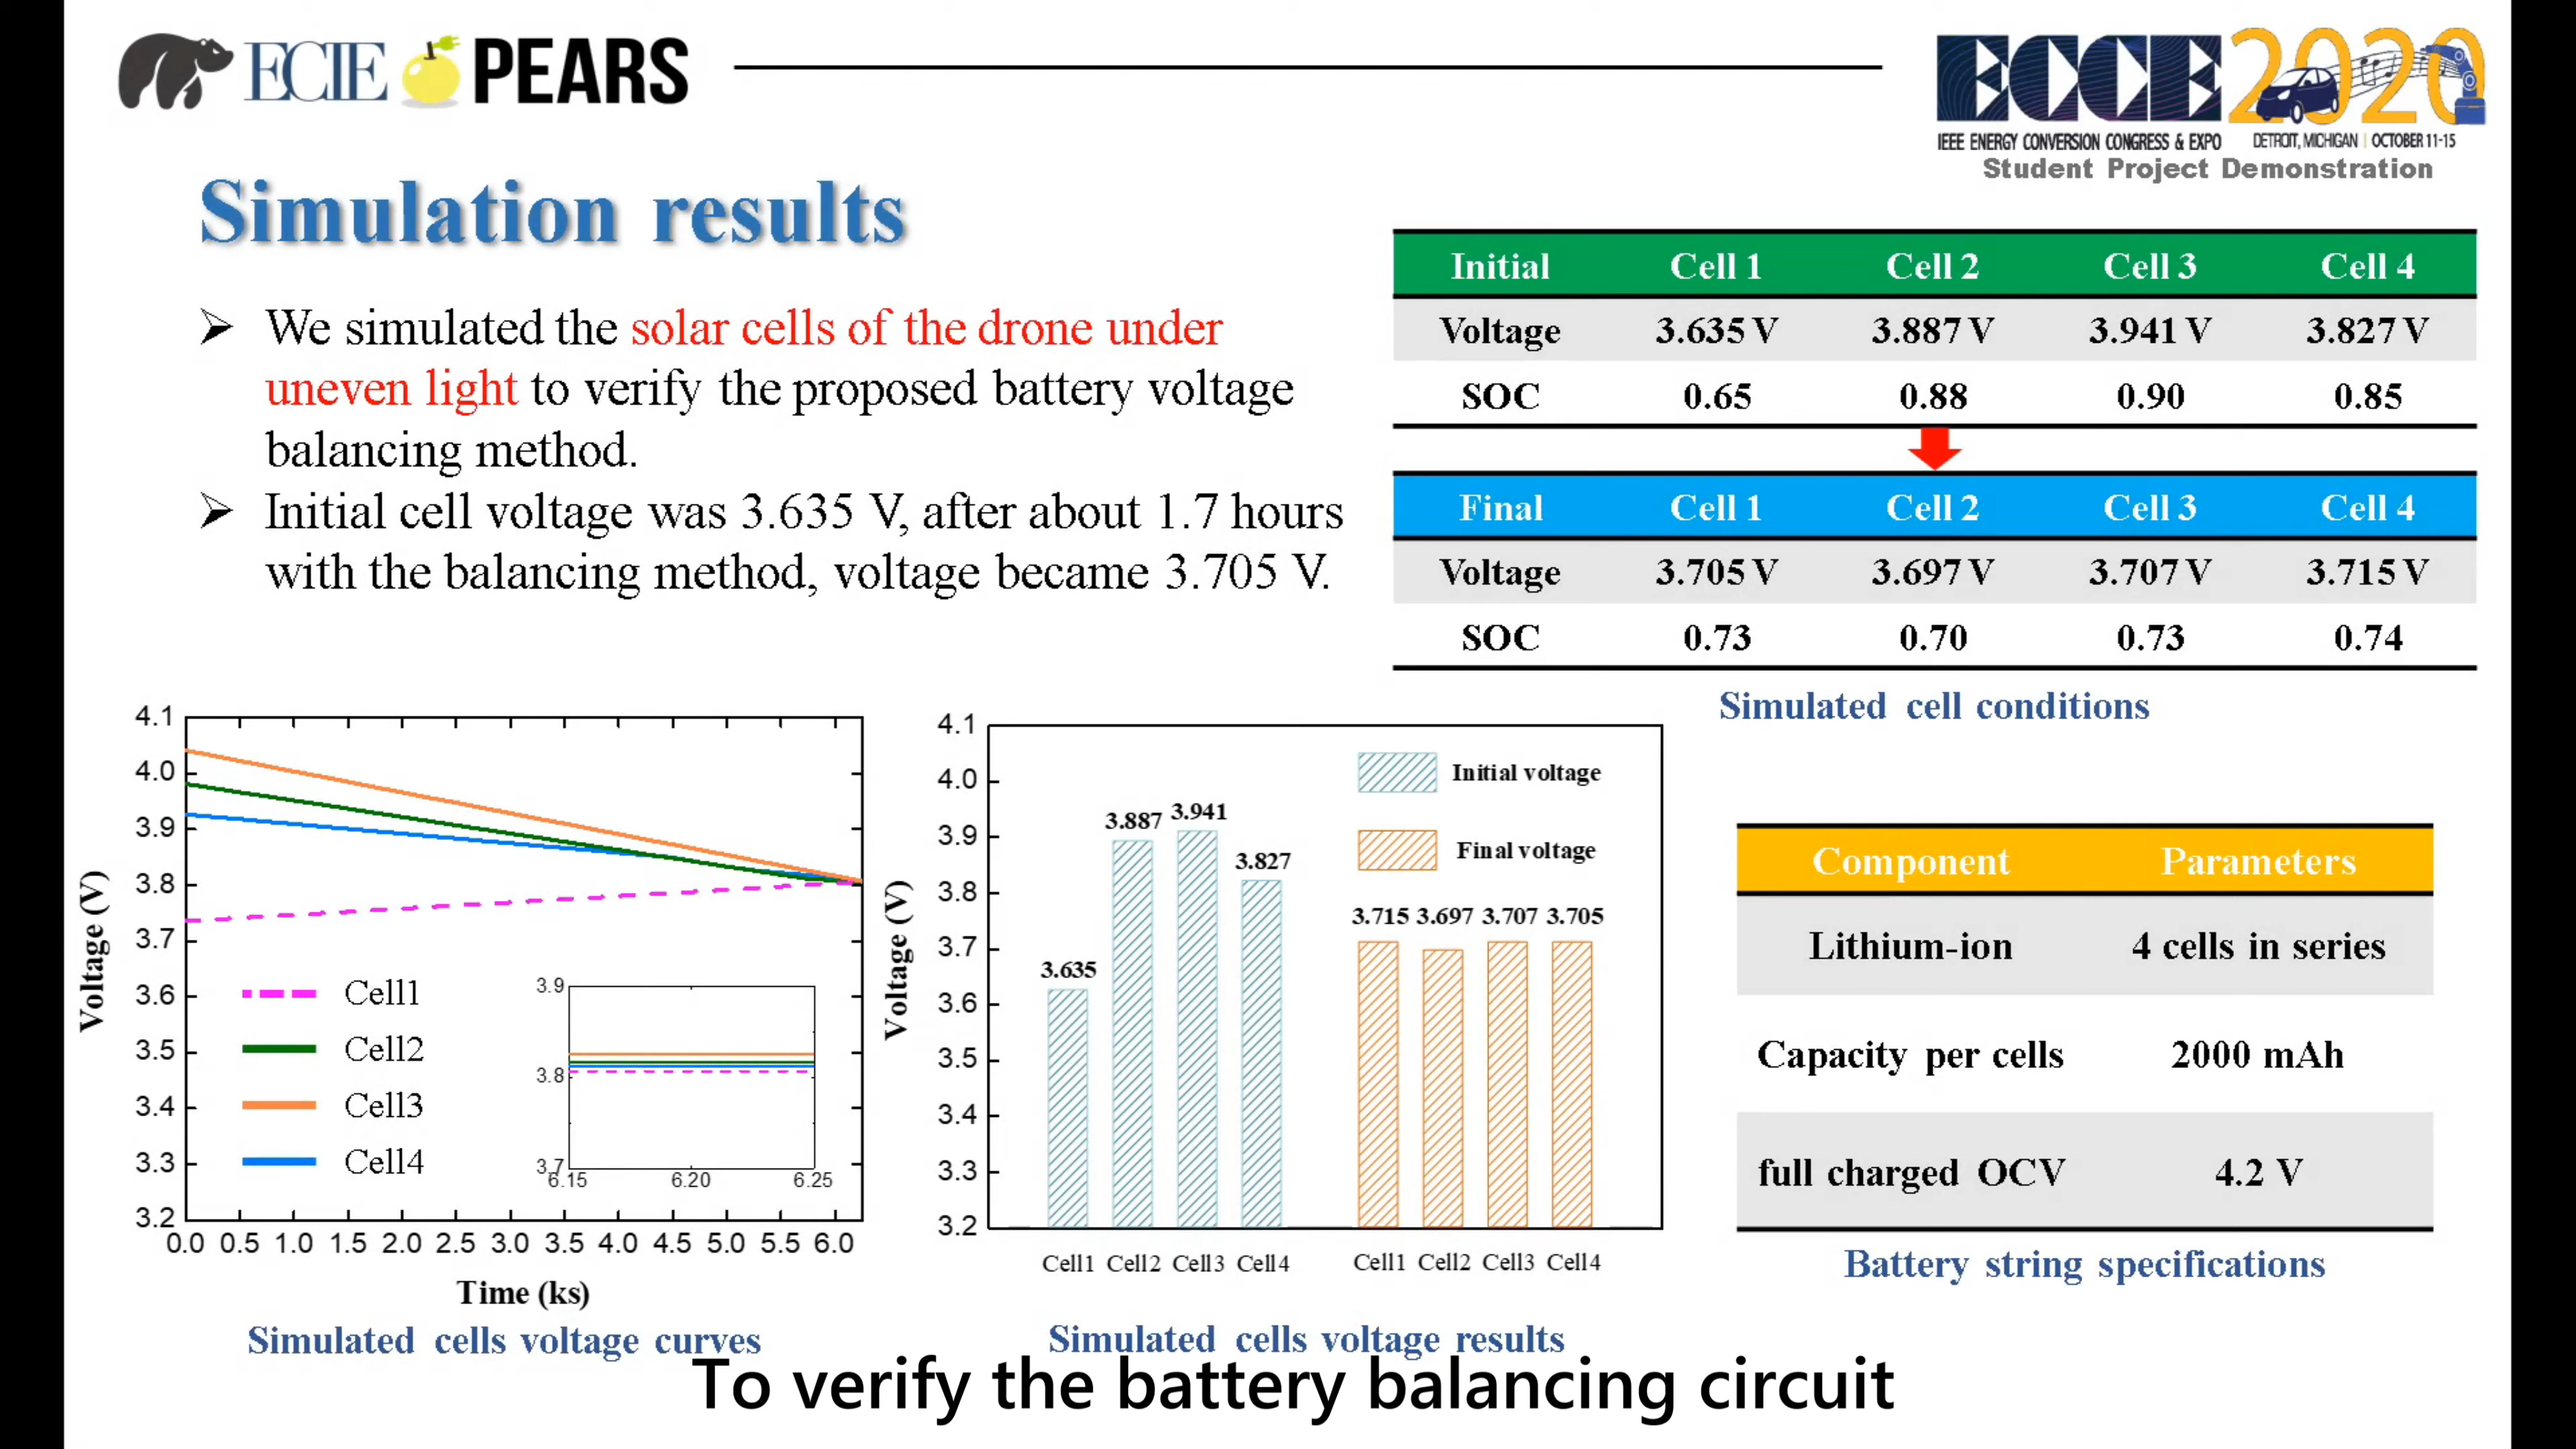 ECIE PEARS
ECCE 2020
IEEE ENERGY CONVERSION CONGRESS & EXPO DETROIT, MICHIGAN | OCTOBER 11-15
Student Project Demonstration
Simulation results
➢ We simulated the solar cells of the drone under
uneven light to verify the proposed battery voltage
balancing method.
➢ Initial cell voltage was 3.635 V, after about 1.7 hours
with the balancing method, voltage became 3.705 V.
Initial Cell 1 Cell 2 Cell 3 Cell 4
Voltage 3.635 V 3.887 V 3.941 V 3.827 V
SOC 0.65 0.88 0.90 0.85
Final Cell 1 Cell 2 Cell 3 Cell 4
Voltage 3.705 V 3.697 V 3.707 V 3.715 V
SOC 0.73 0.70 0.73 0.74
Simulated cell conditions
Voltage (V)
4.1
4.0
3.9
3.8
3.7
3.6
3.5
3.4
3.3
3.2
Cell1
Cell2
Cell3
Cell4
3.9
3.8
3.7
6.15 6.20 6.25
0.0 0.5 1.0 1.5 2.0 2.5 3.0 3.5 4.0 4.5 5.0 5.5 6.0
Time (ks)
Simulated cells voltage curves
Voltage (V)
4.1
4.0
3.9
3.8
3.7
3.6
3.5
3.4
3.3
3.2
Initial voltage
Final voltage
3.635 3.887 3.941 3.827
3.715 3.697 3.707 3.705
Cell1 Cell2 Cell3 Cell4 Cell1 Cell2 Cell3 Cell4
Simulated cells voltage results
Component Parameters
Lithium-ion 4 cells in series
Capacity per cells 2000 mAh
full charged OCV 4.2 V
Battery string specifications
To verify the battery balancing circuit